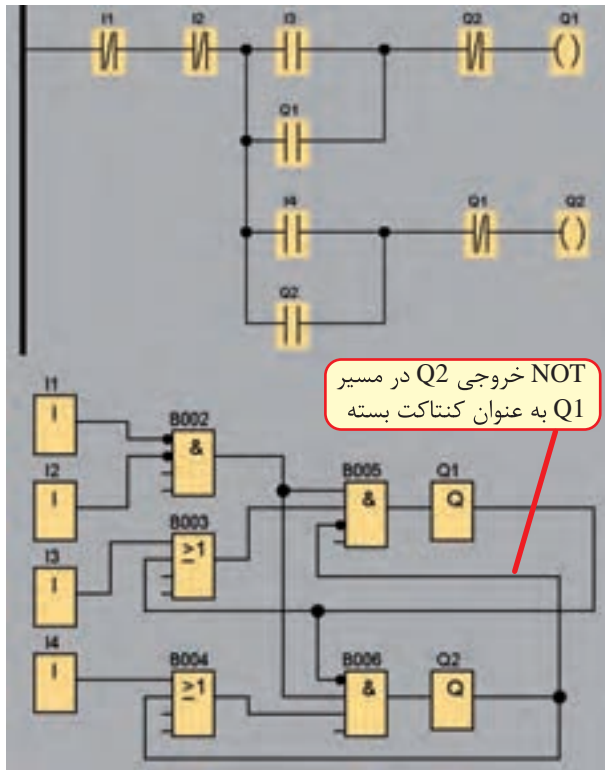 I1 I2 I3 Q2 Q1
Q1
I4 Q1 Q2
Q2
NOT خروجی Q2 در مسیر
Q1 به عنوان کنتاکت بسته
I1
I
B002
&
I2
I
B003
≥1
B005
&
Q1
Q
I3
I
I4
I
B004
≥1
B006
&
Q2
Q